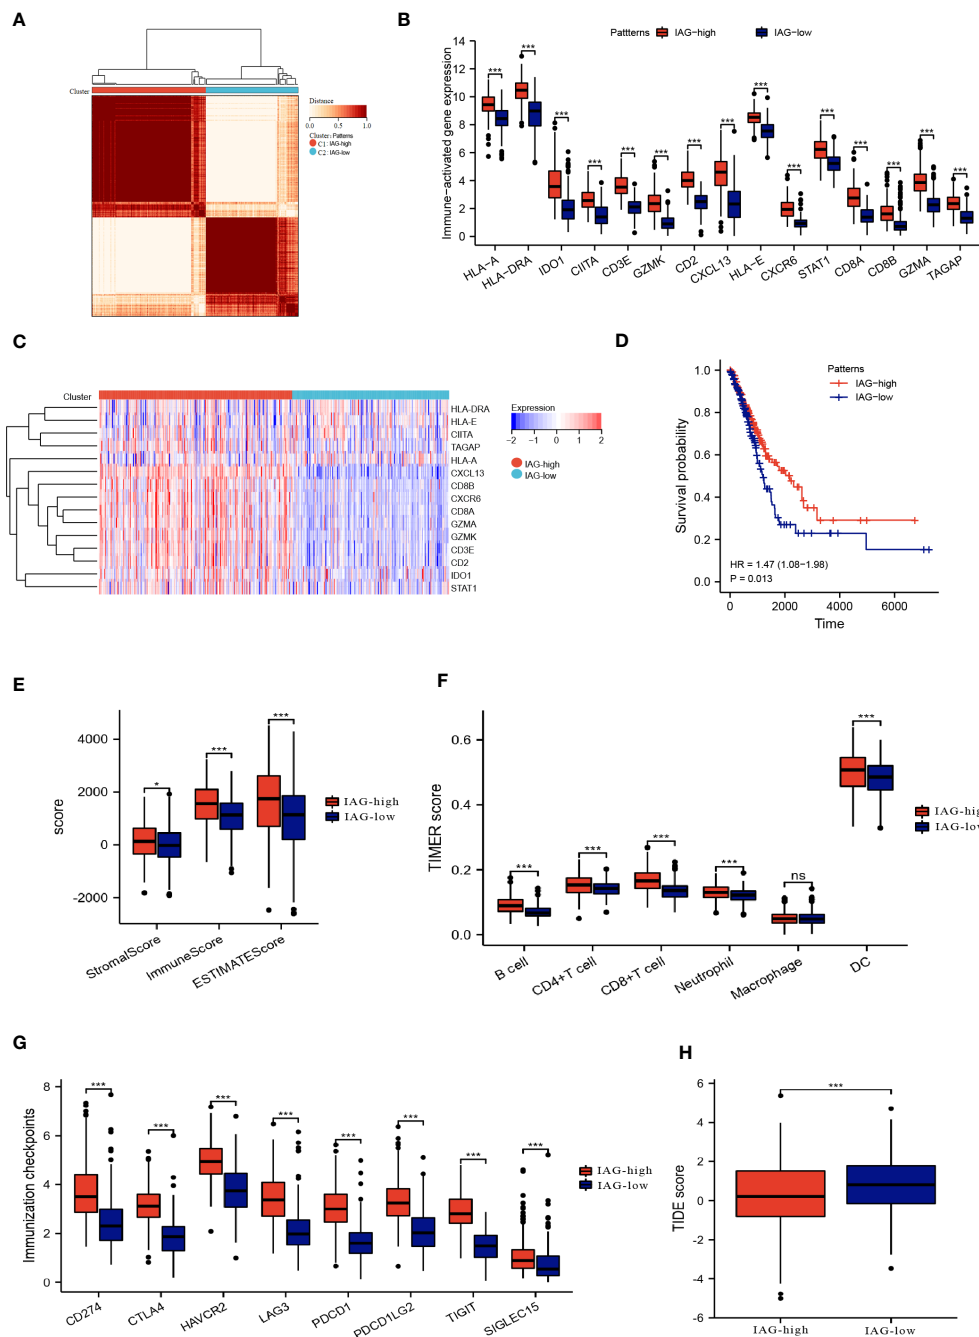 A
Cluster
Distance
0.0 0.5 1.0
Cluster: Patterns
C1: IAG-high
C2: IAG-low
B
Pattterns IAG-high IAG-low
Immune-activated gene expression
14
12
10
8
6
4
2
0
*** *** *** *** *** *** *** *** *** *** *** *** *** *** ***
HLA-A HLA-DRA IDO1 CIITA CD3E GZMK CD2 CXCL13 HLA-E CXCR6 STAT1 CD8A CD8B GZMA TAGAP
C
Cluster
HLA-DRA
HLA-E
CIITA
TAGAP
HLA-A
CXCL13
CD8B
CXCR6
CD8A
GZMA
GZMK
CD3E
CD2
IDO1
STAT1
Expression
-2 -1 0 1 2
IAG-high
IAG-low
D
Patterns
IAG-high
IAG-low
Survival probability
1.0
0.8
0.6
0.4
0.2
0.0
HR = 1.47 (1.08-1.98)
P = 0.013
0 2000 4000 6000
Time
E
score
4000
2000
0
-2000
* *** ***
StromalScore ImmuneScore ESTIMATEScore
IAG-high
IAG-low
F
TIMER score
0.6
0.4
0.2
0.0
*** *** *** *** ns ***
B cell CD4+T cell CD8+T cell Neutrophil Macrophage DC
IAG-hig
IAG-low
G
Immunization checkpoints
8
6
4
2
0
*** *** *** *** *** *** *** ***
CD274 CTLA4 HAVCR2 LAG3 PDCD1 PDCD1LG2 TIGIT SIGLEC15
IAG-high
IAG-low
H
TIDE score
6
4
2
0
-2
-4
-6
***
IAG-high IAG-low